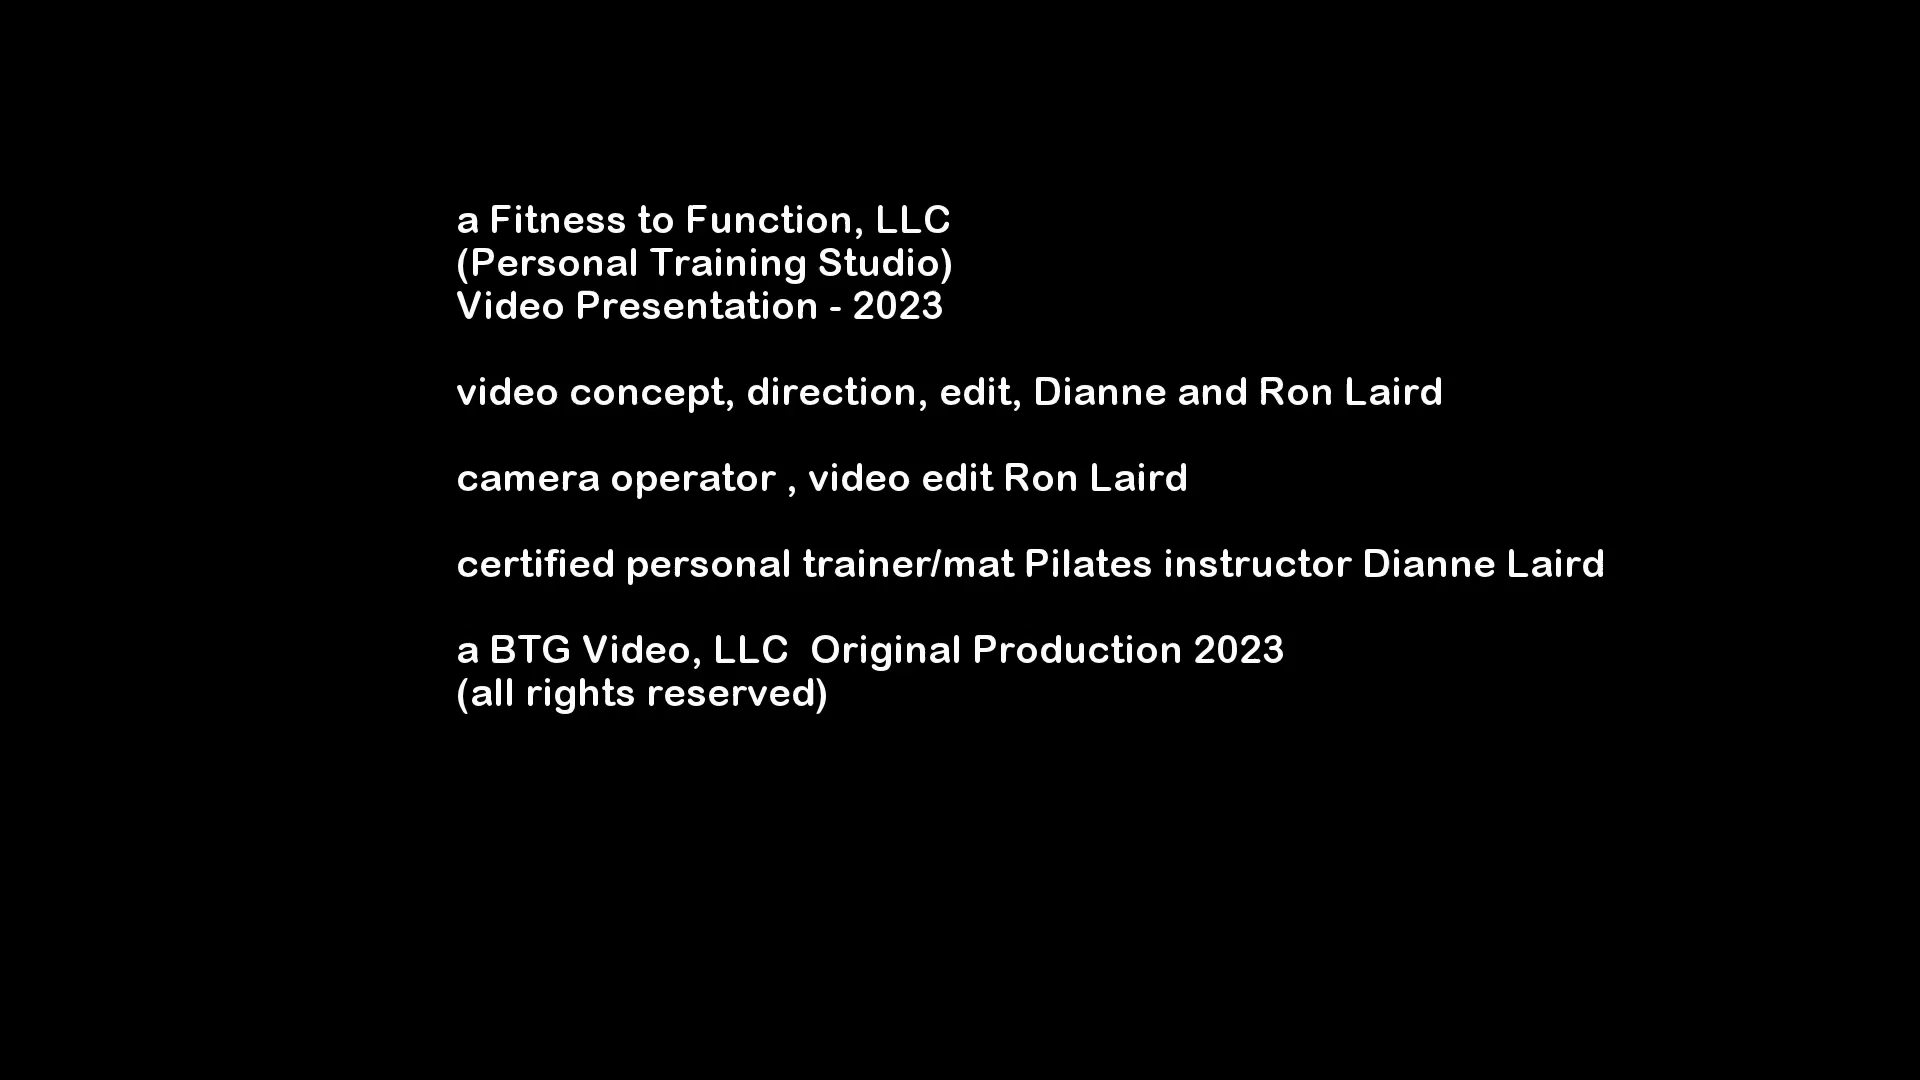 a Fitness to Function, LLC
(Personal Training Studio)
Video Presentation - 2023
video concept, direction, edit, Dianne and Ron Laird
camera operator , video edit Ron Laird
certified personal trainer/mat Pilates instructor Dianne Laird
a BTG Video, LLC  Original Production 2023
(all rights reserved)